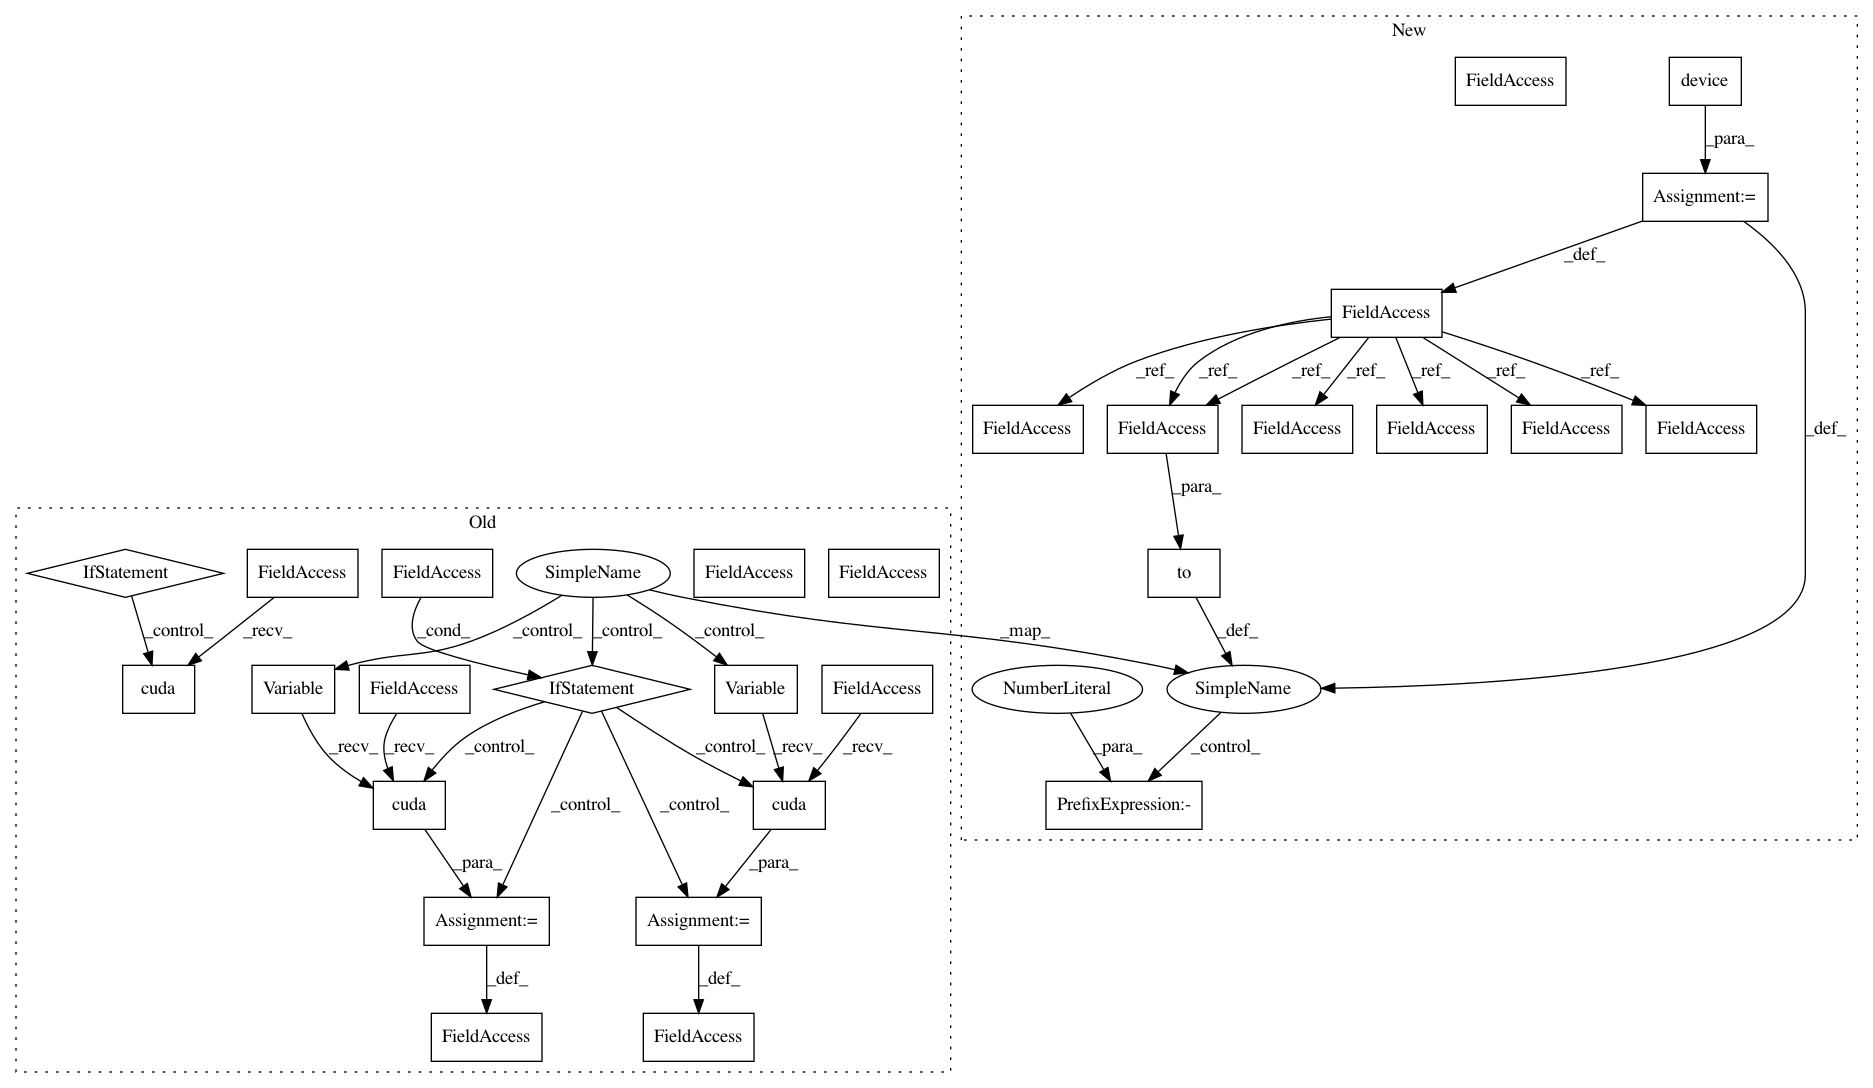 New
FieldAccess
device
_para_
Assignment:=
_def_
FieldAccess
_ref_
_ref_
_ref_
_ref_
_ref_
_ref_
_ref_
FieldAccess
FieldAccess
FieldAccess
FieldAccess
FieldAccess
FieldAccess
_def_
_para_
Old
IfStatement
FieldAccess
FieldAccess
SimpleName
FieldAccess
FieldAccess
to
_control_
_recv_
_cond_
_control_
_control_
_control_
_map_
_def_
cuda
Variable
FieldAccess
IfStatement
Variable
FieldAccess
NumberLiteral
SimpleName
_recv_
_recv_
_control_
_control_
_recv_
_recv_
_para_
_control_
cuda
_control_
_control_
cuda
PrefixExpression:-
_para_
_para_
Assignment:=
Assignment:=
_def_
_def_
FieldAccess
FieldAccess